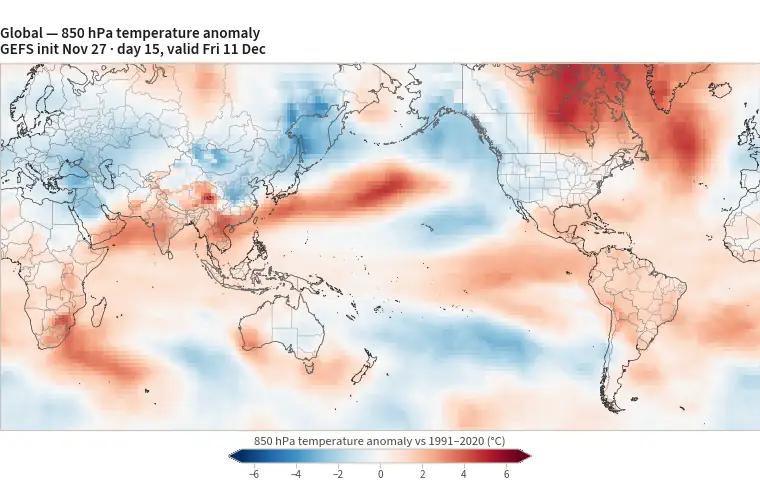 Global — 850 hPa temperature anomaly
GEFS init Nov 27 · day 15, valid Fri 11 Dec
850 hPa temperature anomaly vs 1991–2020 (°C)
−6 −4 −2 0 2 4 6